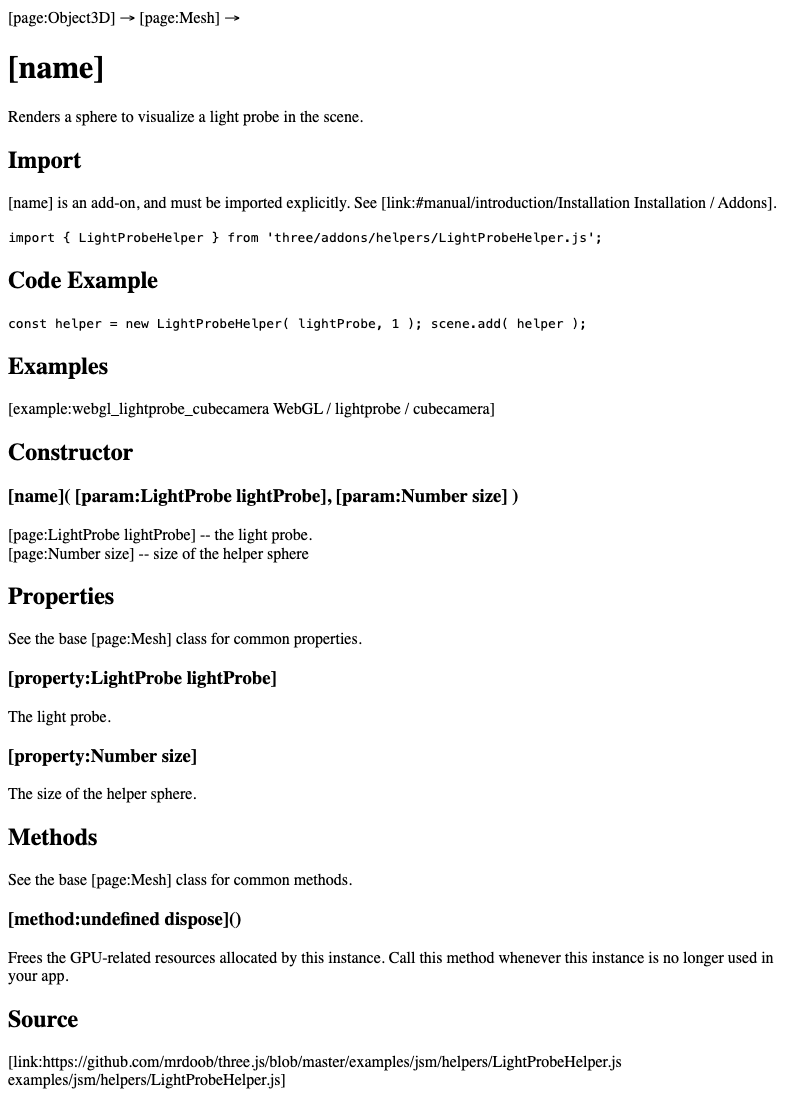 [page:Object3D] → [page:Mesh] →
[name]
Renders a sphere to visualize a light probe in the scene.
Import
[name] is an add-on, and must be imported explicitly. See [link:#manual/introduction/Installation Installation / Addons].
import { LightProbeHelper } from 'three/addons/helpers/LightProbeHelper.js';
Code Example
const helper = new LightProbeHelper( lightProbe, 1 ); scene.add( helper );
Examples
[example:webgl_lightprobe_cubecamera WebGL / lightprobe / cubecamera]
Constructor
[name]( [param:LightProbe lightProbe], [param:Number size] )
[page:LightProbe lightProbe] -- the light probe.
[page:Number size] -- size of the helper sphere
Properties
See the base [page:Mesh] class for common properties.
[property:LightProbe lightProbe]
The light probe.
[property:Number size]
The size of the helper sphere.
Methods
See the base [page:Mesh] class for common methods.
[method:undefined dispose]()
Frees the GPU-related resources allocated by this instance. Call this method whenever this instance is no longer used in
your app.
Source
[link:https://github.com/mrdoob/three.js/blob/master/examples/jsm/helpers/LightProbeHelper.js
examples/jsm/helpers/LightProbeHelper.js]